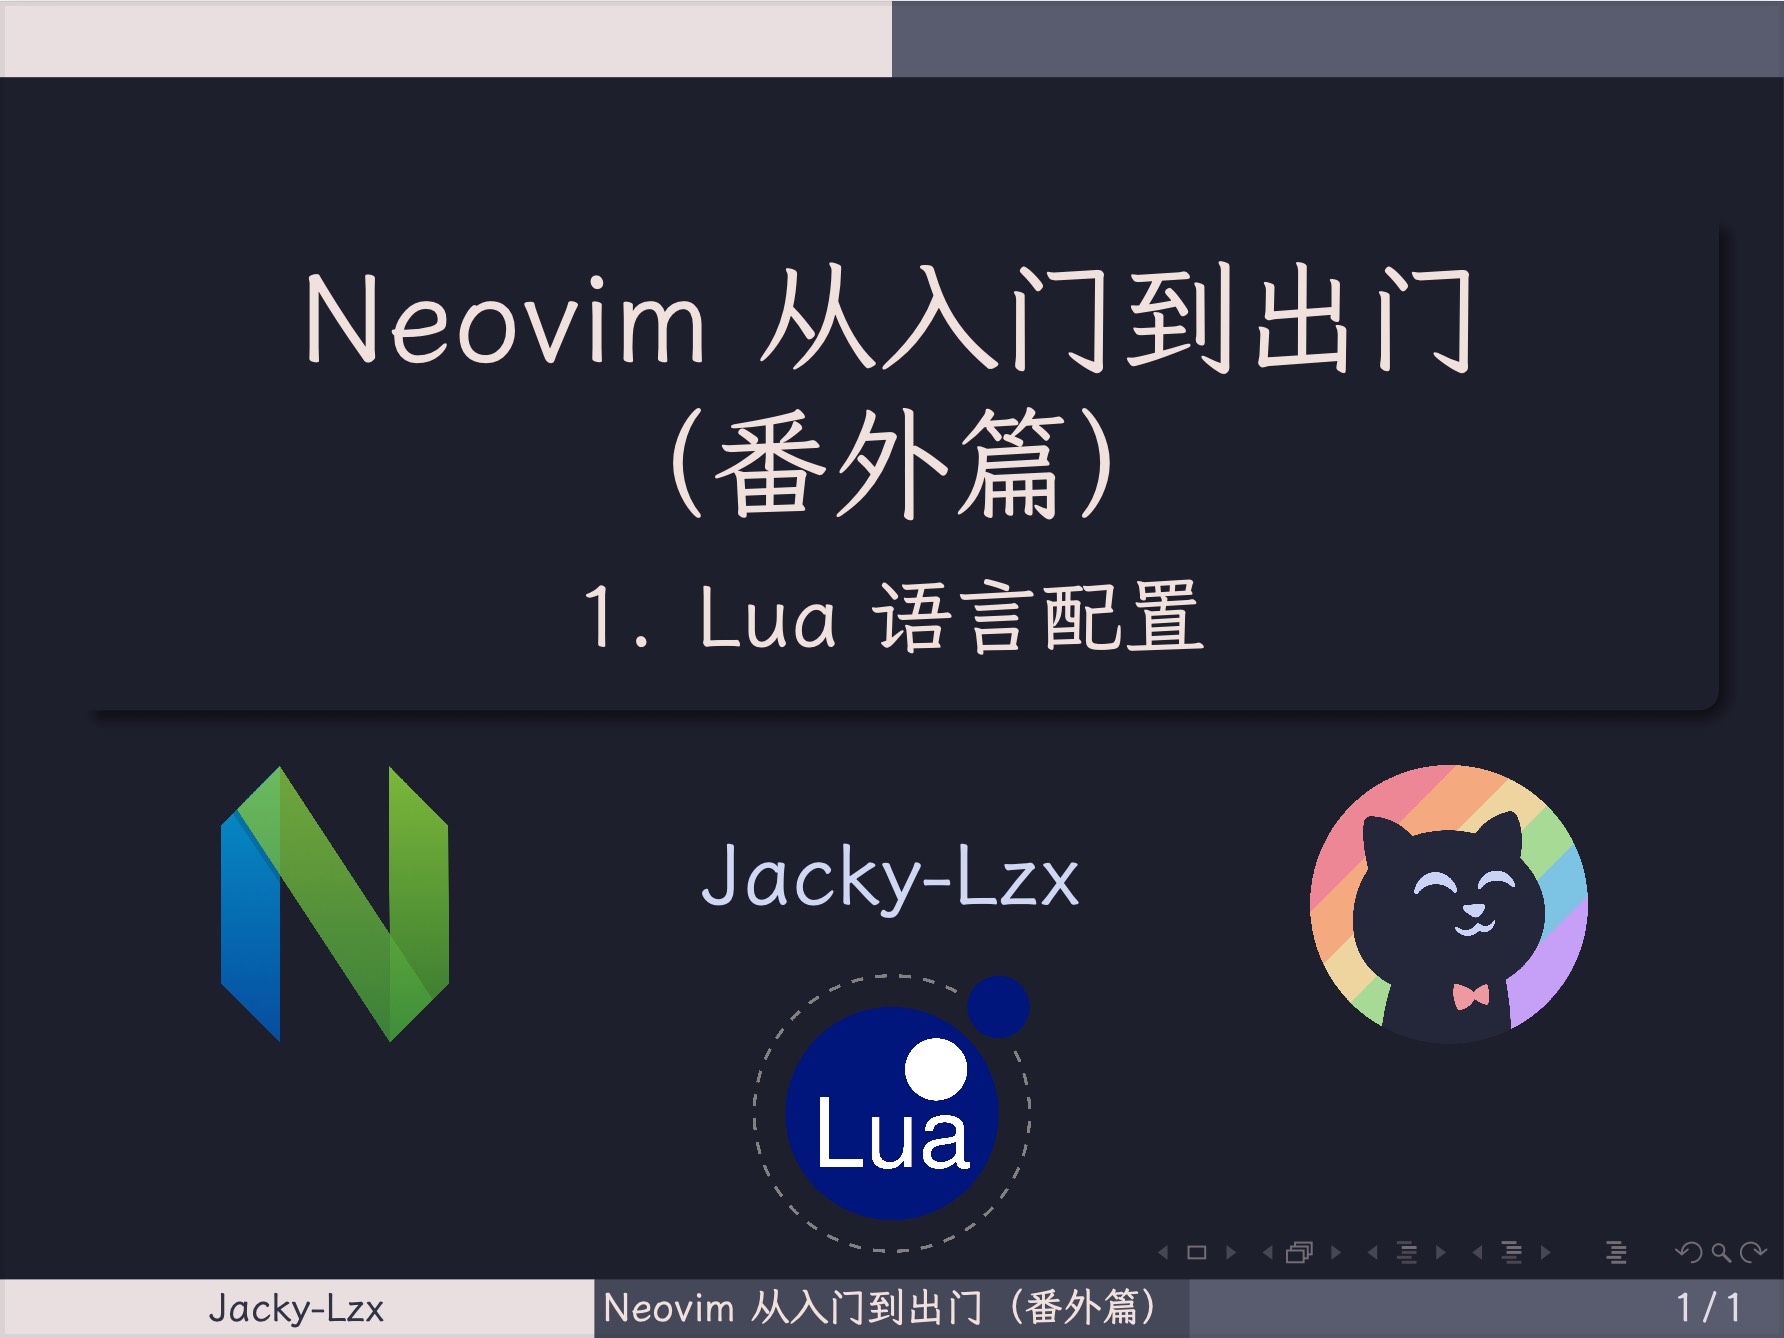 Neovim 从入门到出门
（番外篇）
1. Lua 语言配置
Jacky-Lzx
Lua
Jacky-Lzx
Neovim 从入门到出门（番外篇）
1 / 1